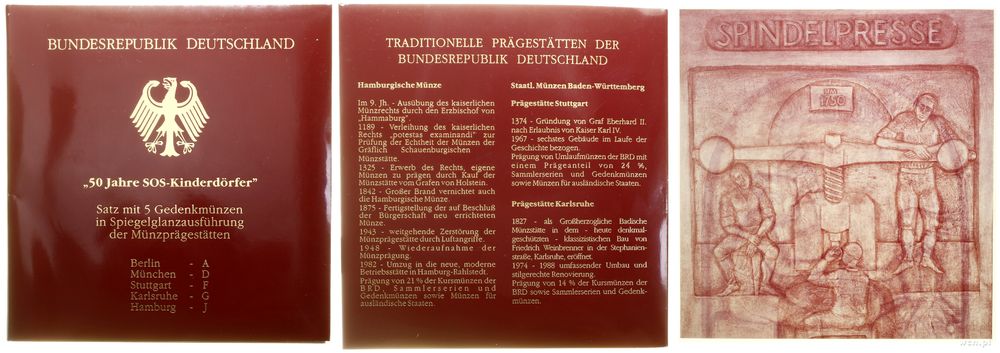 BUNDESREPUBLIK DEUTSCHLAND
„50 Jahre SOS-Kinderdörfer”
Satz mit 5 Gedenkmünzen
in Spiegelglanzausführung
der Münzprägestätten
Berlin - A
München - D
Stuttgart - F
Karlsruhe - G
Hamburg - J
TRADITIONELLE PRÄGESTÄTTEN DER
BUNDESREPUBLIK DEUTSCHLAND
Hamburgische Münze
Im 9. Jh. - Ausübung des kaiserlichen
Münzrechts durch den Erzbischof von
„Hammaburg”.
1189 - Verleihung des kaiserlichen
Rechts „potestas examinandi” zur
Prüfung der Echtheit der Münzen der
Gräflich Schauenburgischen
Münzstätte.
1325 - Erwerb des Rechts, eigene
Münzen zu prägen durch Kauf der
Münzstätte vom Grafen von Holstein.
1842 - Großer Brand vernichtet auch
die Hamburgische Münze.
1875 - Fertigstellung der auf Beschluß
der Bürgerschaft neu errichteten
Münze.
1943 - weitgehende Zerstörung der
Münzprägestätte durch Luftangriffe.
1948 - Wiederaufnahme der
Münzprägung.
1982 - Umzug in die neue, moderne
Betriebsstätte in Hamburg-Rahlstedt.
Prägung von 21 % der Kursmünzen der
BRD, Sammlerserien und
Gedenkmünzen sowie Münzen für
ausländische Staaten.
Staatl. Münzen Baden-Württemberg
Prägestätte Stuttgart
1374 - Gründung von Graf Eberhard II.
nach Erlaubnis von Kaiser Karl IV.
1967 - sechstes Gebäude im Laufe der
Geschichte bezogen.
Prägung von Umlaufmünzen der BRD mit
einem Prägeanteil von 24 %,
Sammlerserien und Gedenkmünzen
sowie Münzen für ausländische Staaten.
Prägestätte Karlsruhe
1827 - als Großherzogliche Badische
Münzstätte in dem - heute denkmal-
geschützten - klassizistischen Bau von
Friedrich Weinbrenner in der Stephanien-
straße, Karlsruhe, eröffnet.
1974 - 1988 umfassender Umbau und
stilgerechte Renovierung.
Prägung von 14 % der Kursmünzen der
BRD sowie Sammlerserien und Gedenk-
münzen.
SPINDELPRESSE
UM
1750
wcn.pl